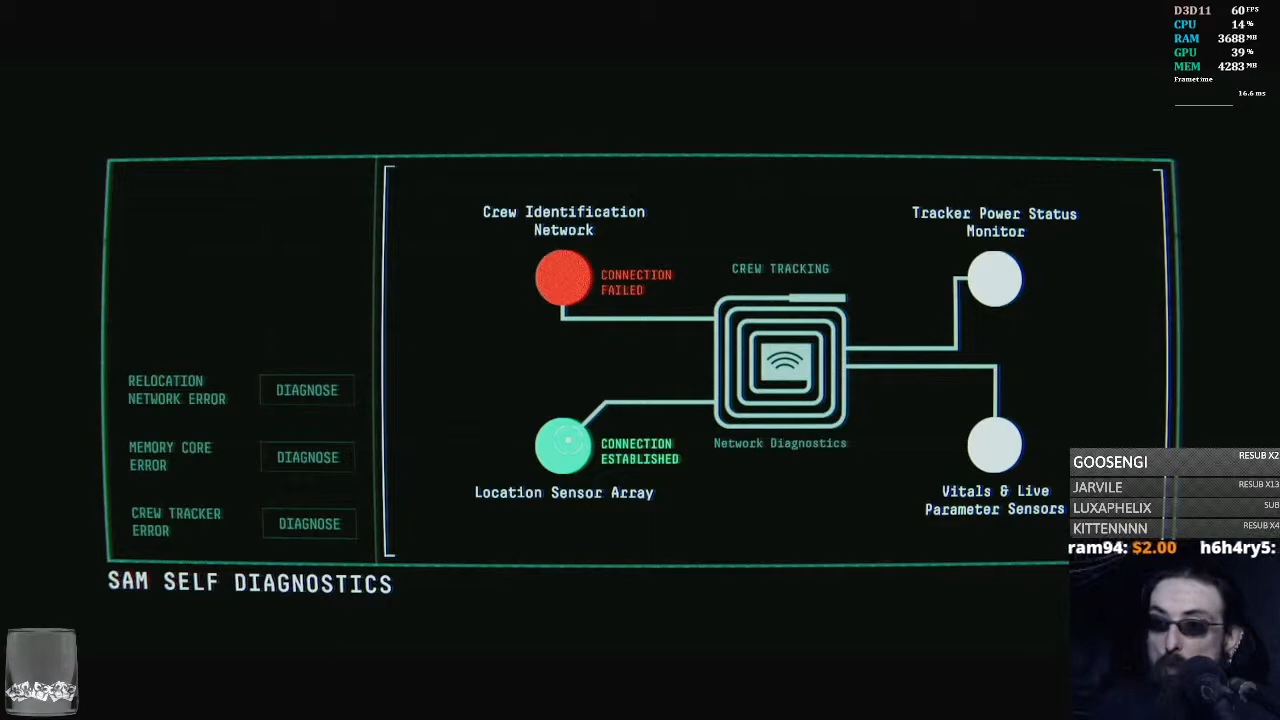 D3D11 60 FPS
CPU 14 %
RAM 3688 MB
GPU 39 %
MEM 4283 MB
Frametime
16.6 ms
Crew Identification
Network
CONNECTION
FAILED
Tracker Power Status
Monitor
CREW TRACKING
Network Diagnostics
CONNECTION
ESTABLISHED
Location Sensor Array
Vitals & Live
Parameter Sensors
RELOCATION
NETWORK ERROR
DIAGNOSE
MEMORY CORE
ERROR
DIAGNOSE
CREW TRACKER
ERROR
DIAGNOSE
SAM SELF DIAGNOSTICS
GOOSENGI RESUB X2
JARVILE RESUB X13
LUXAPHELIX SUB
KITTENNNN RESUB X4
ram94: $2.00 h6h4ry5: